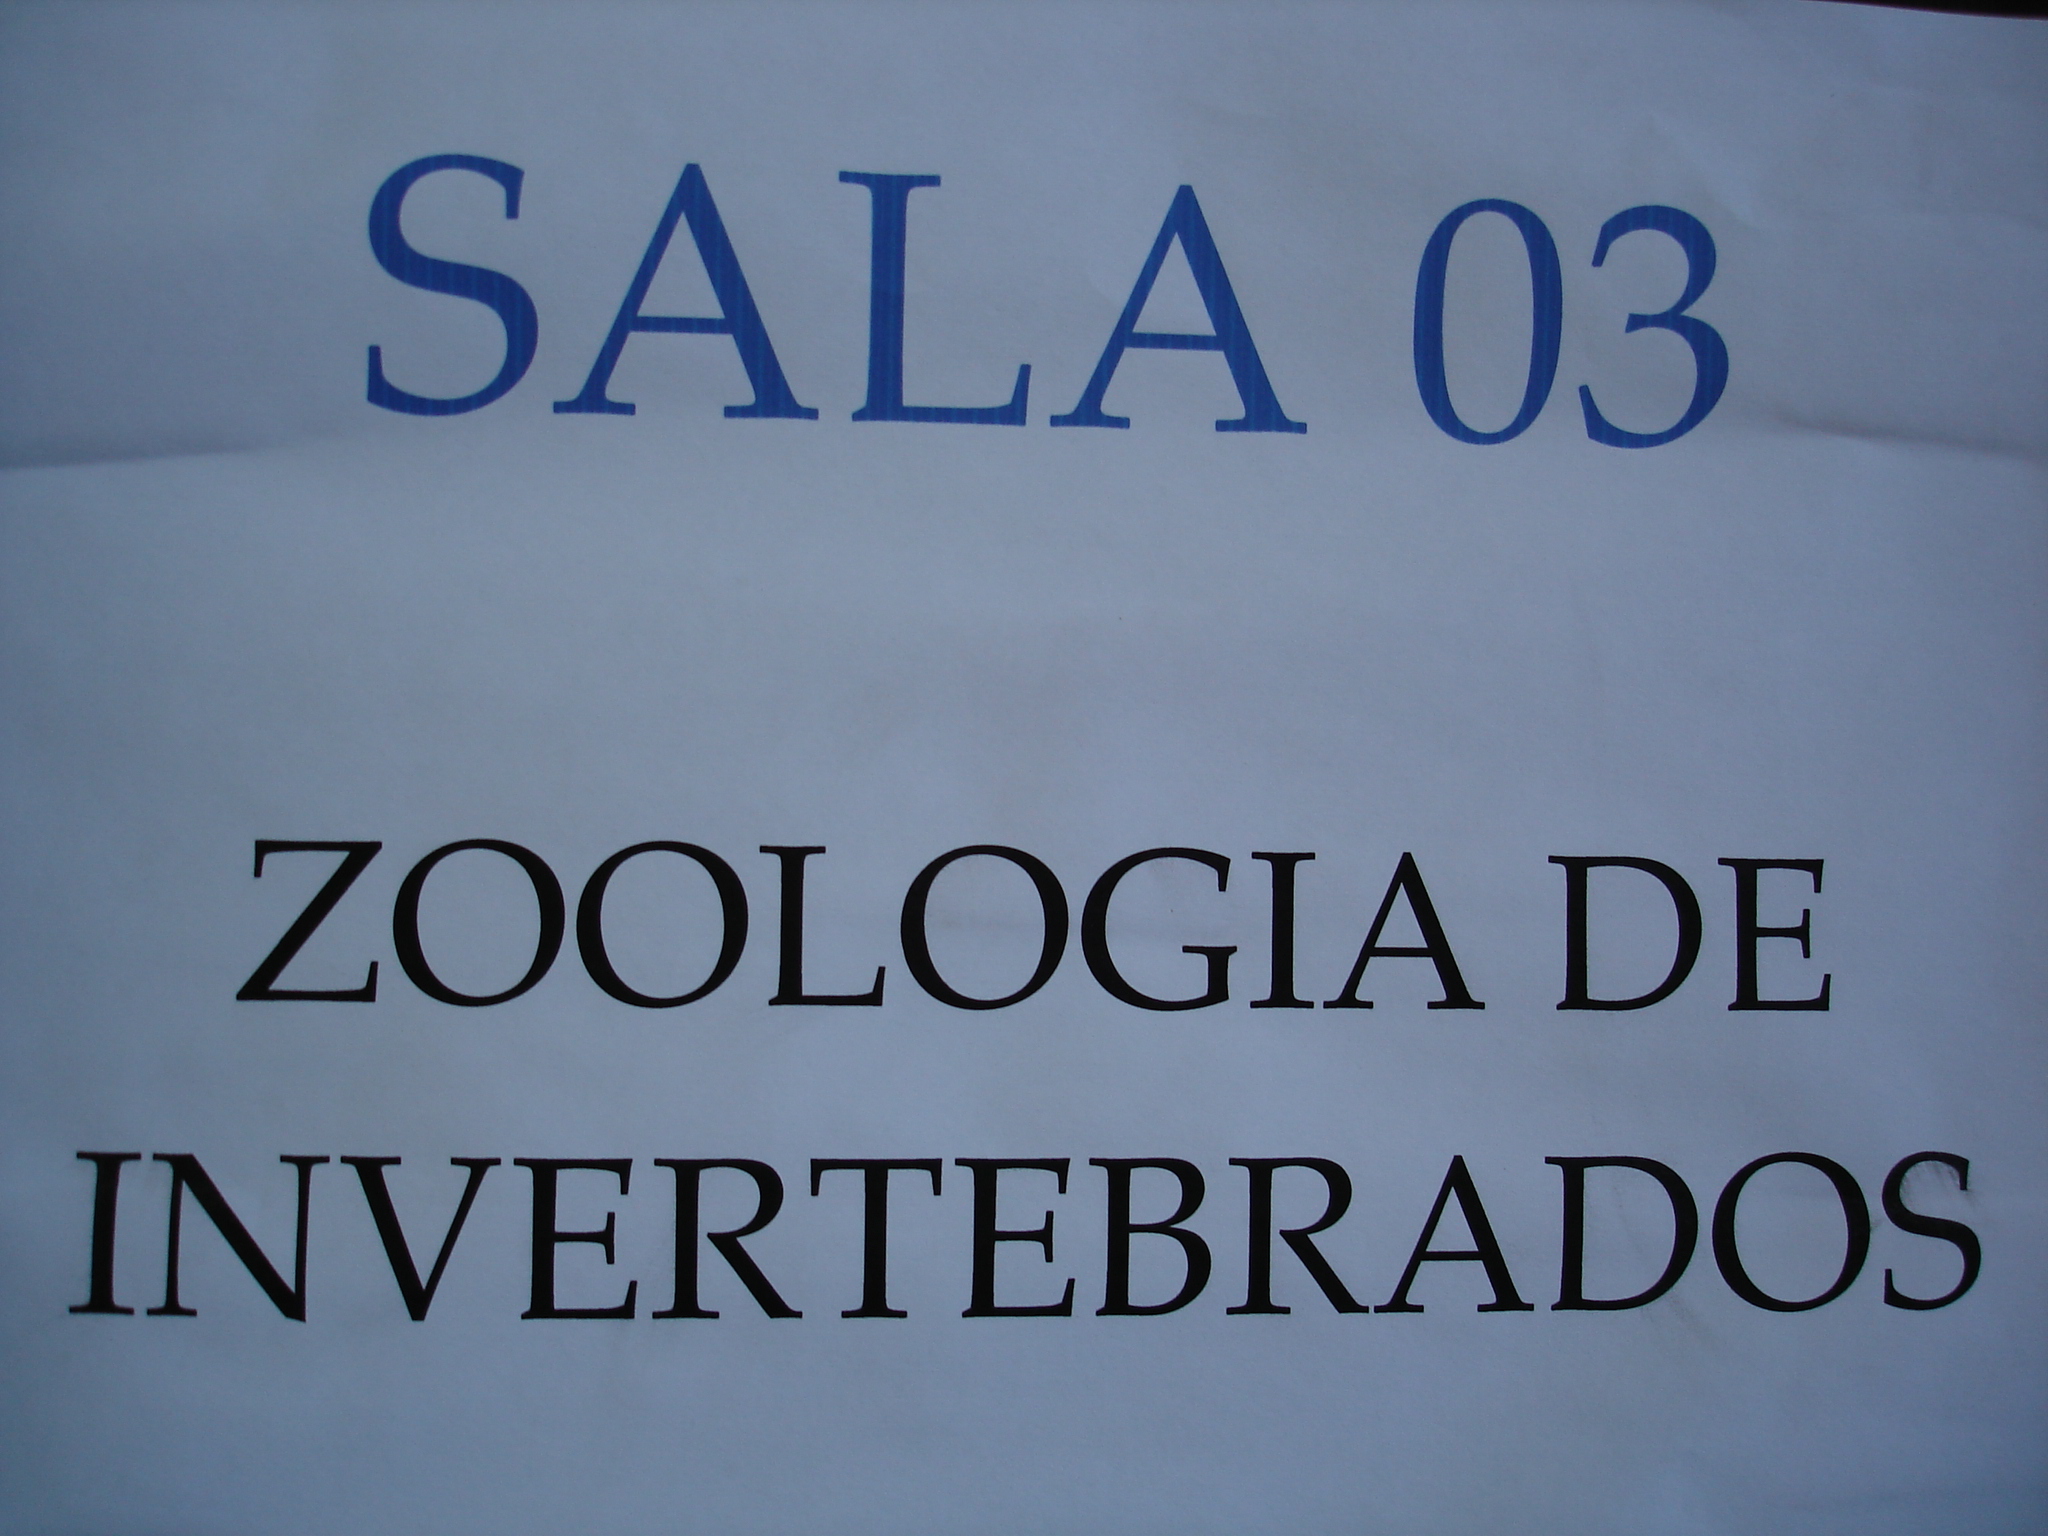 SALA 03
ZOOLOGIA DE
INVERTEBRADOS